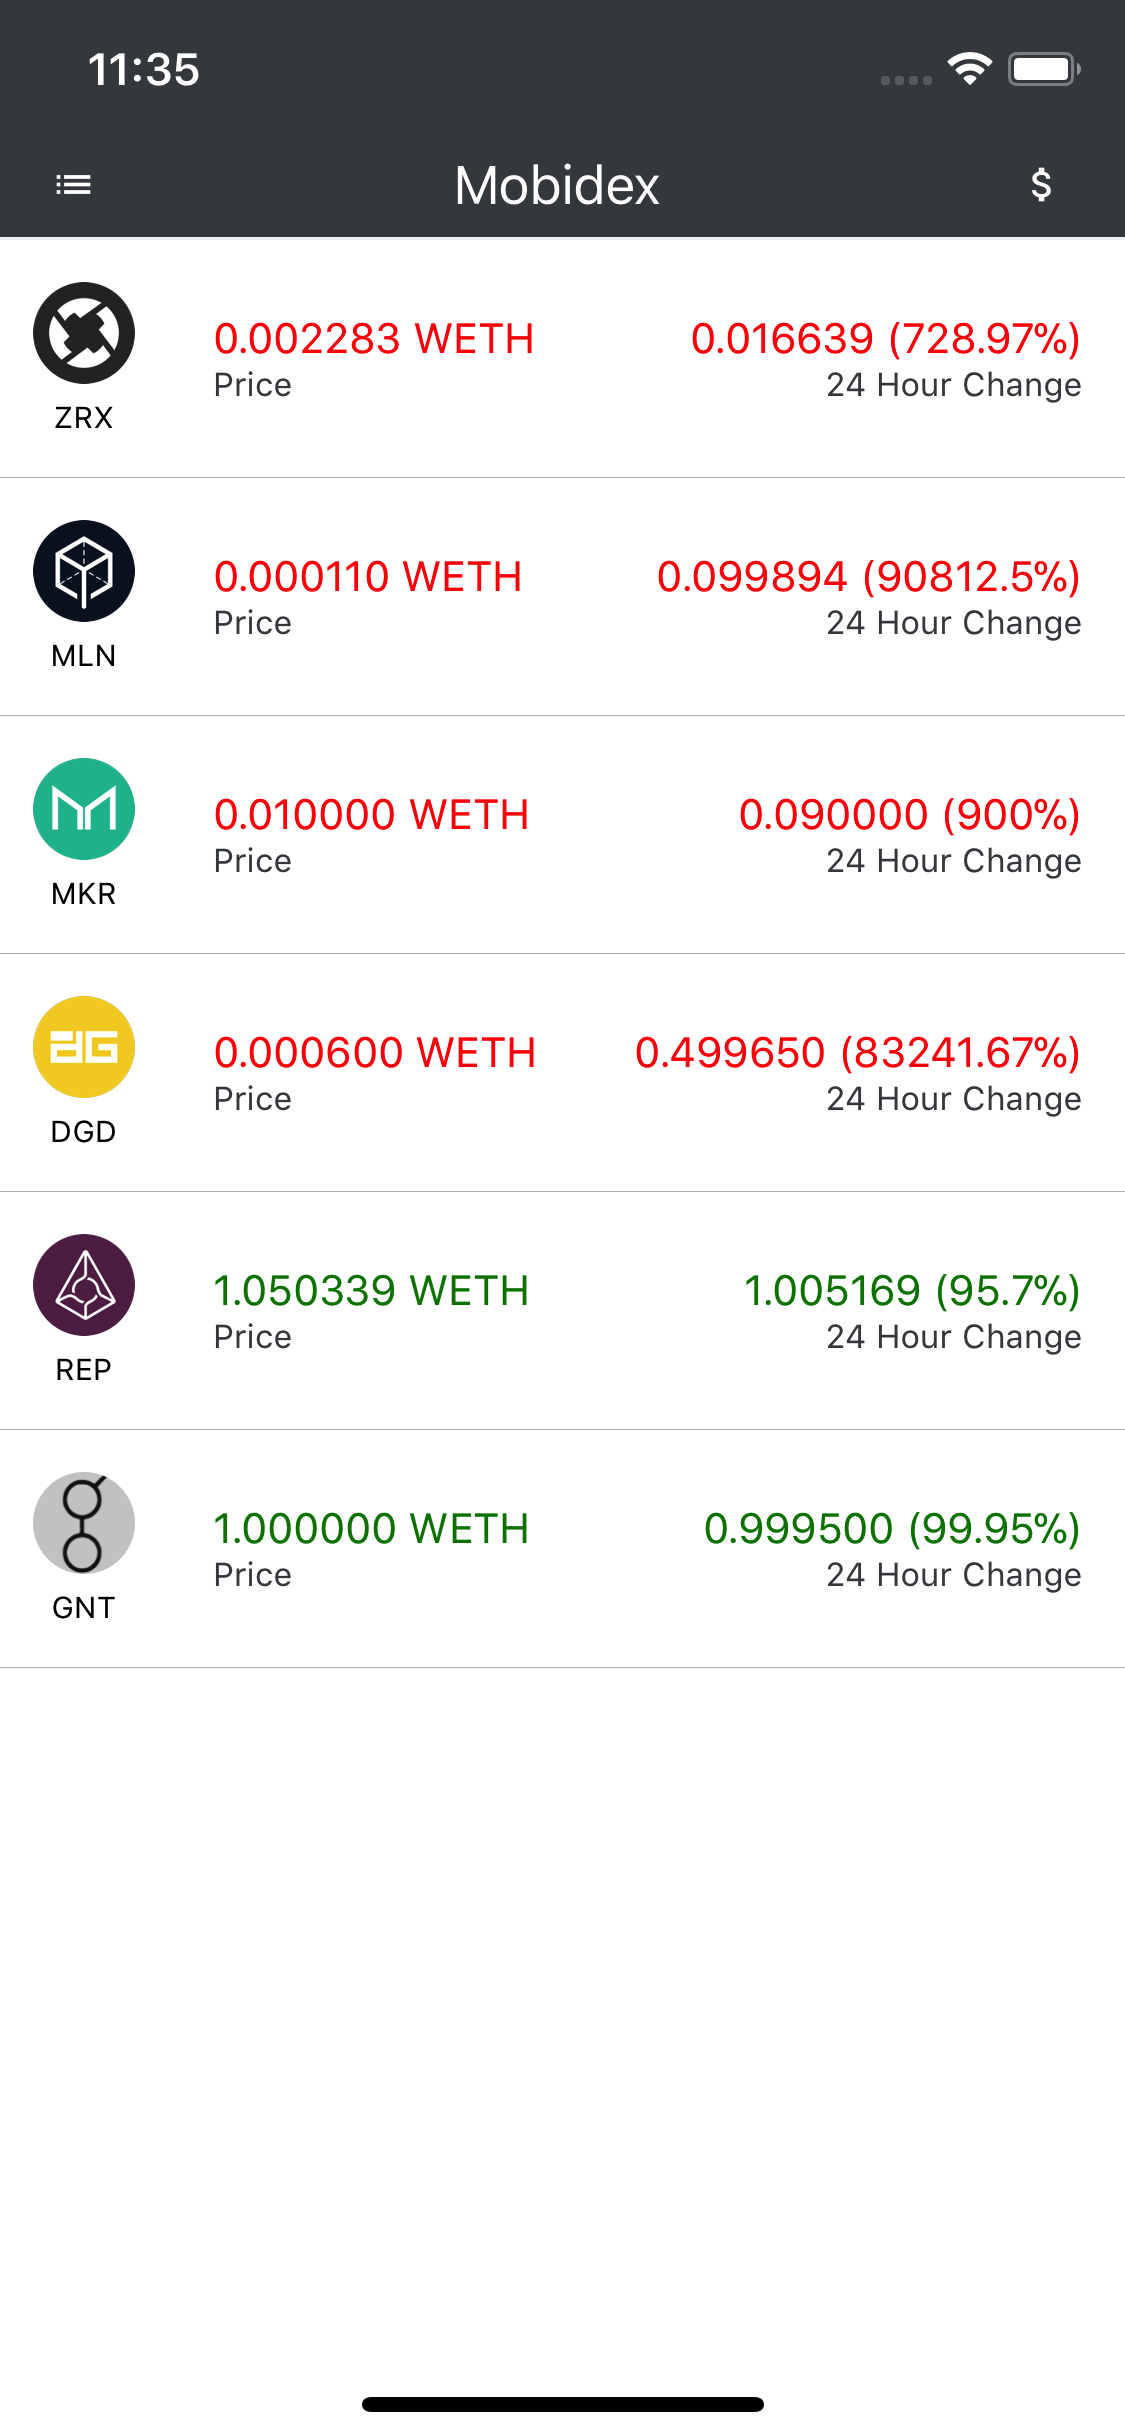 11:35
Mobidex $
0.002283 WETH 0.016639 (728.97%)
Price 24 Hour Change
ZRX
0.000110 WETH 0.099894 (90812.5%)
Price 24 Hour Change
MLN
0.010000 WETH 0.090000 (900%)
Price 24 Hour Change
MKR
0.000600 WETH 0.499650 (83241.67%)
Price 24 Hour Change
DGD
1.050339 WETH 1.005169 (95.7%)
Price 24 Hour Change
REP
1.000000 WETH 0.999500 (99.95%)
Price 24 Hour Change
GNT